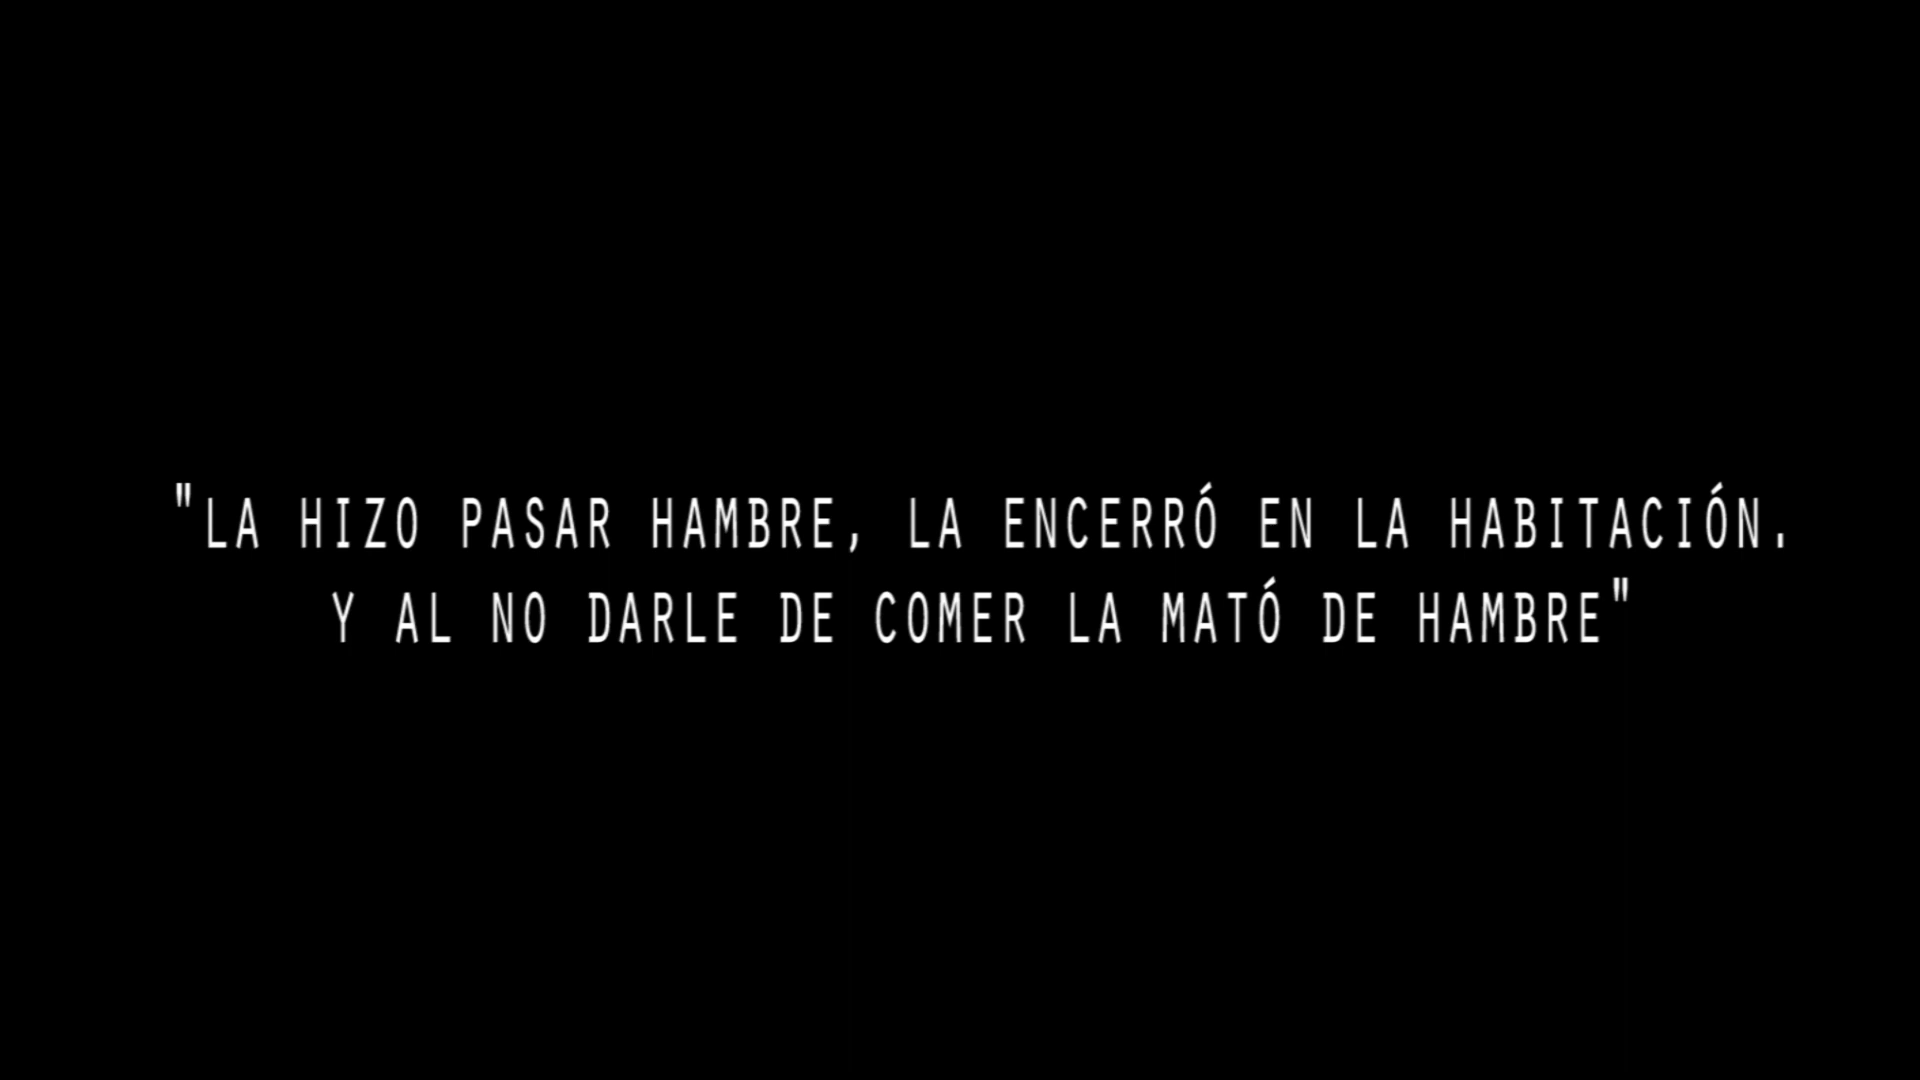 "LA HIZO PASAR HAMBRE, LA ENCERRÓ EN LA HABITACIÓN.
Y AL NO DARLE DE COMER LA MATÓ DE HAMBRE"